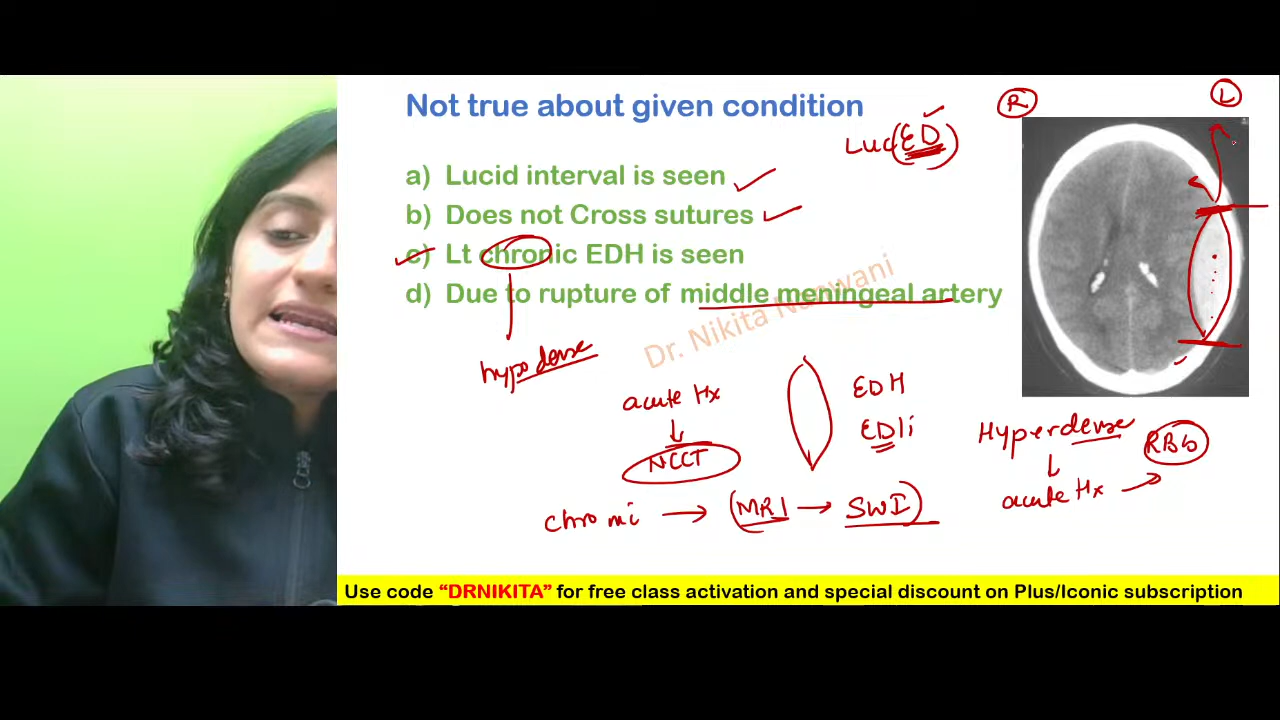 Not true about given condition
LUC(ED)
R
L
a) Lucid interval is seen
b) Does not Cross sutures
c) Lt chronic EDH is seen
d) Due to rupture of middle meningeal artery
Dr. Nikita Nanwani
hypodense
acute Hx
↓
NCCT
EDH
EDli
Hyperdense
↓
acute Hx →
chroni → (MRI → SWI)
Use code “DRNIKITA” for free class activation and special discount on Plus/Iconic subscription